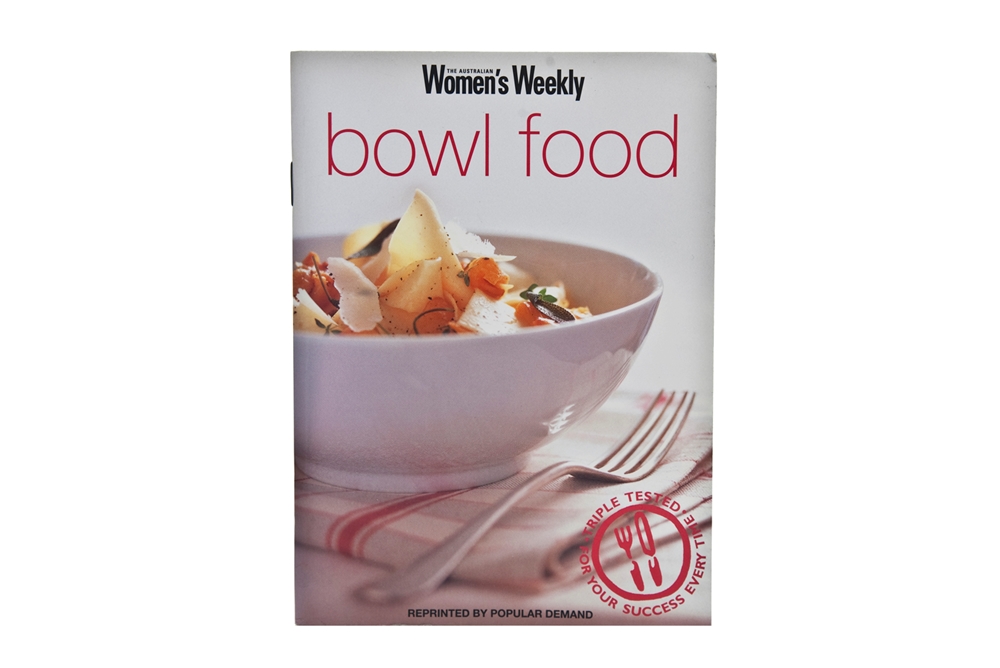 THE AUSTRALIAN
Women's Weekly
bowl food
TRIPLE TESTED
FOR YOUR SUCCESS EVERY TIME
REPRINTED BY POPULAR DEMAND